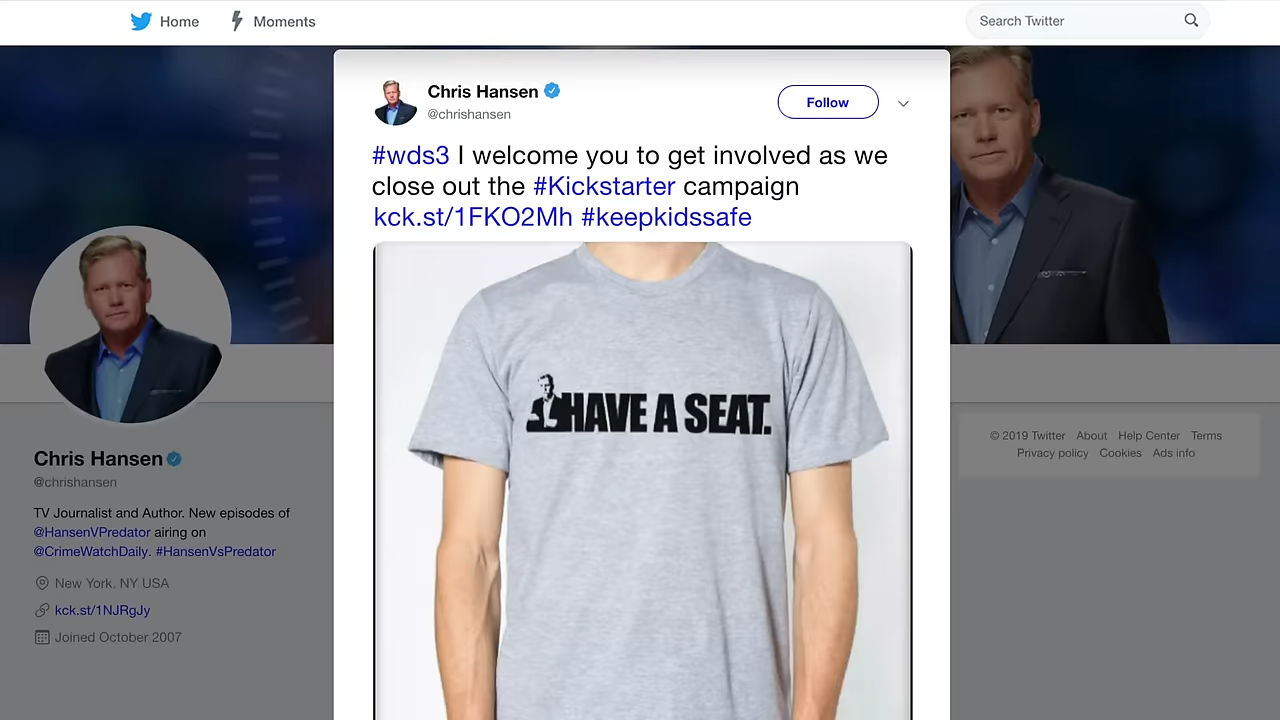 Home
Moments
Search Twitter
Chris Hansen
@chrishansen
Follow
#wds3 I welcome you to get involved as we
close out the #Kickstarter campaign
kck.st/1FKO2Mh #keepkidssafe
HAVE A SEAT.
Chris Hansen
@chrishansen
TV Journalist and Author. New episodes of
@HansenVPredator airing on
@CrimeWatchDaily. #HansenVsPredator
New York, NY USA
kck.st/1NJRgJy
Joined October 2007
© 2019 Twitter About Help Center Terms
Privacy policy Cookies Ads info